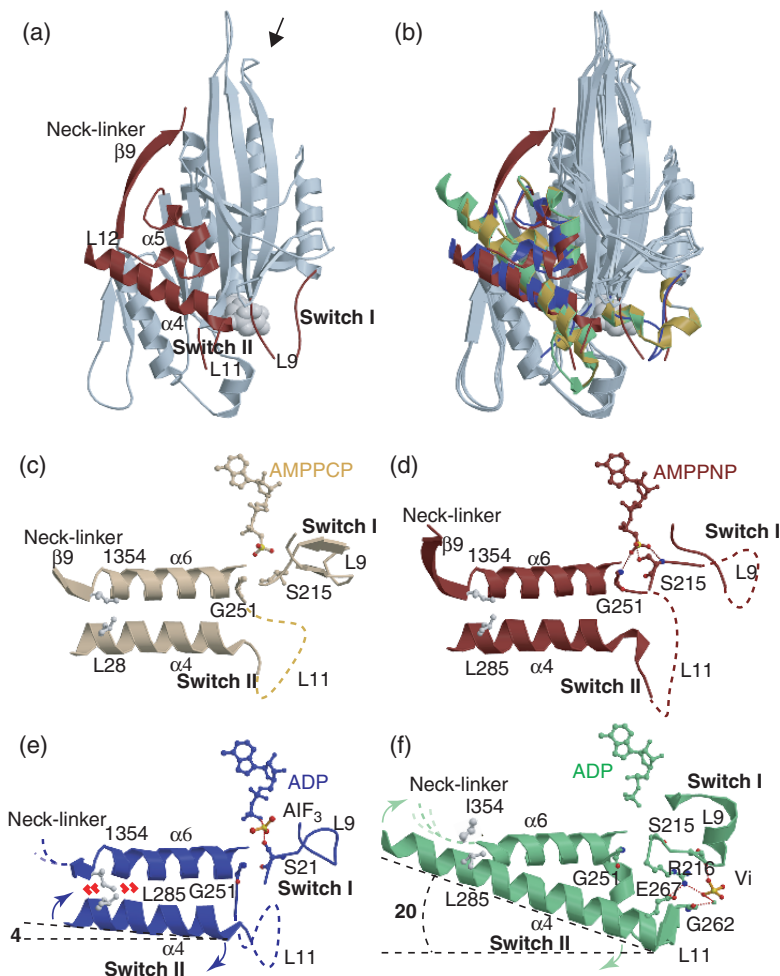 (a)
Neck-linker
β9
L12
α5
α4
Switch I
Switch II
L9
L11
(b)
(c)
AMPPCP
Switch I
Neck-linker
β9
1354
α6
L9
S215
G251
L28
α4
Switch II
L11
(d)
AMPPNP
Neck-linker
Switch I
β9
1354
α6
S215
L9
G251
L285
α4
L11
Switch II
(e)
ADP
Neck-linker
AIF3
L9
1354
α6
S21
L285
G251
Switch I
4
α4
L11
Switch II
(f)
ADP
Neck-linker
I354
Switch I
α6
S215
L9
R216
Vi
G251
E267
L285
20
α4
G262
Switch II
L11